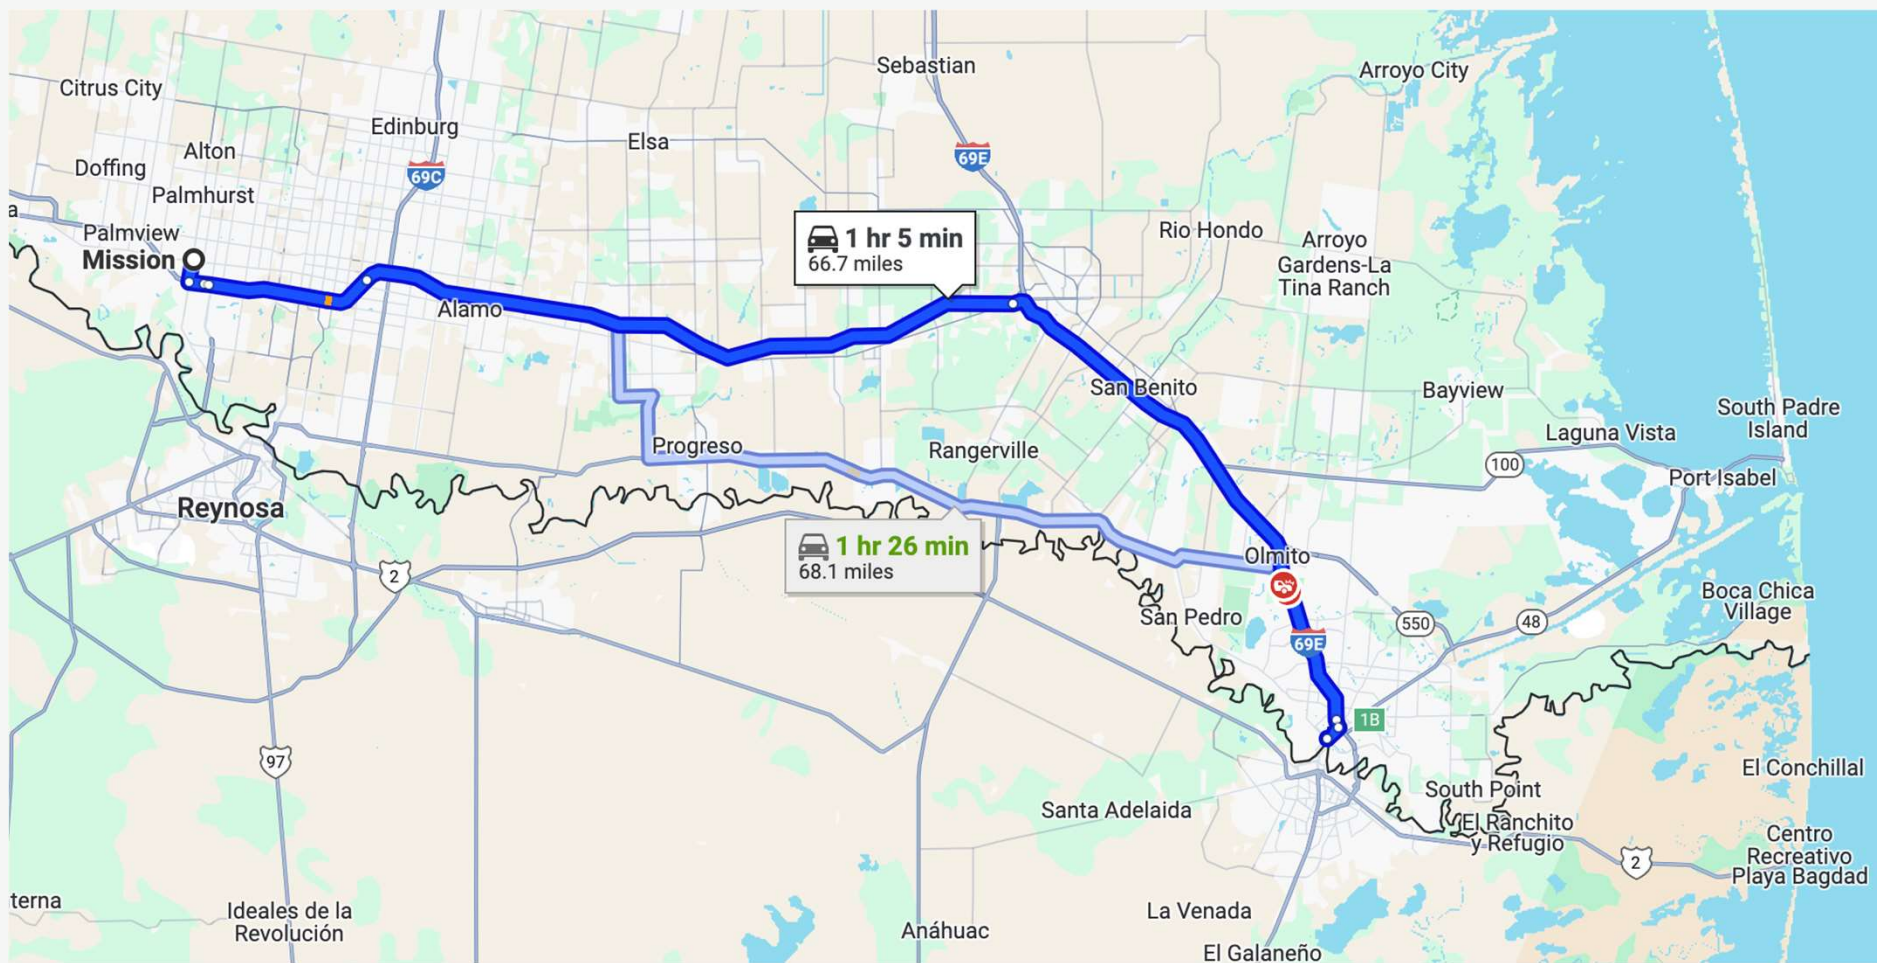 Sebastian
Arroyo City
Citrus City
Edinburg
Elsa
Alton
69E
Doffing
69C
Palmhurst
a
Palmview
Mission
1 hr 5 min
66.7 miles
Rio Hondo
Arroyo
Gardens-La
Tina Ranch
Alamo
San Benito
Bayview
South Padre
Island
Laguna Vista
Progreso
Rangerville
100
Port Isabel
Reynosa
1 hr 26 min
68.1 miles
Olmito
2
Boca Chica
Village
San Pedro
550
48
69E
1B
97
El Conchillal
South Point
Santa Adelaida
El Ranchito
y Refugio
2
Centro
Recreativo
Playa Bagdad
terna
Ideales de la
Revolución
La Venada
Anáhuac
El Galaneño